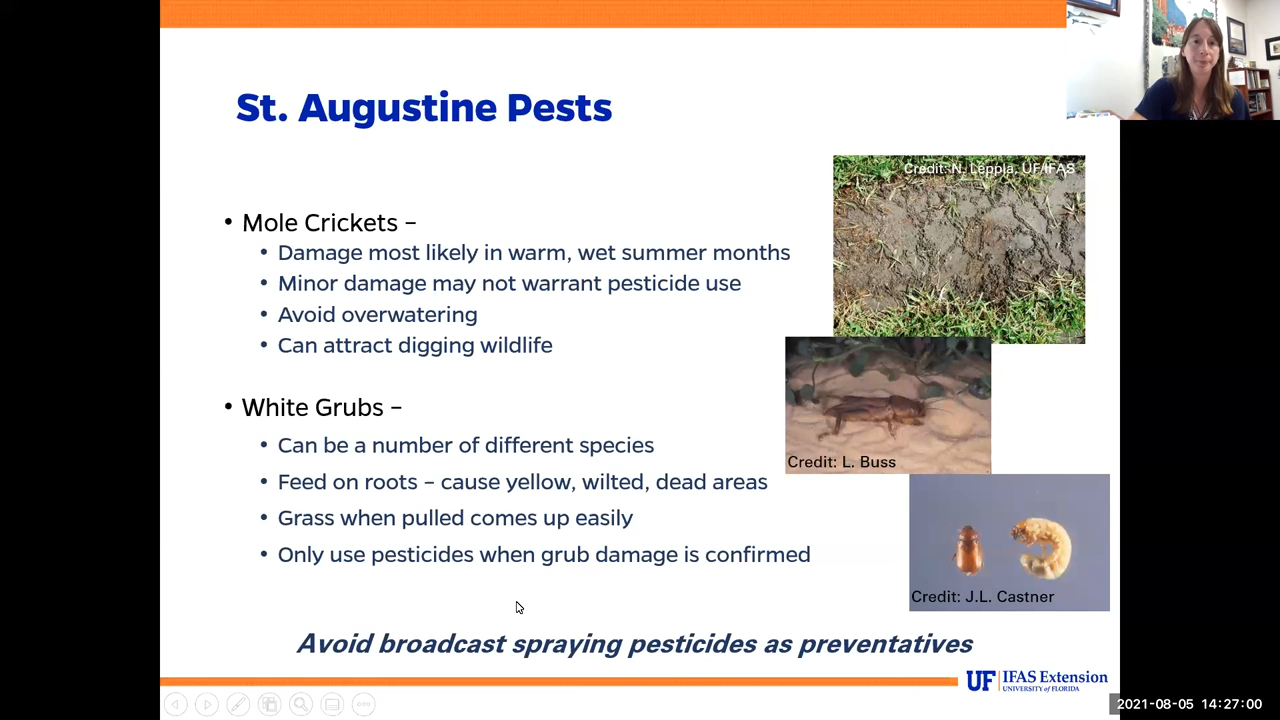 St. Augustine Pests
Credit: N. Leppla, UF/IFAS
• Mole Crickets –
• Damage most likely in warm, wet summer months
• Minor damage may not warrant pesticide use
• Avoid overwatering
• Can attract digging wildlife
Credit: L. Buss
• White Grubs –
• Can be a number of different species
• Feed on roots – cause yellow, wilted, dead areas
• Grass when pulled comes up easily
• Only use pesticides when grub damage is confirmed
Credit: J.L. Castner
Avoid broadcast spraying pesticides as preventatives
UF | IFAS Extension
UNIVERSITY of FLORIDA
2021-08-05 14:27:00